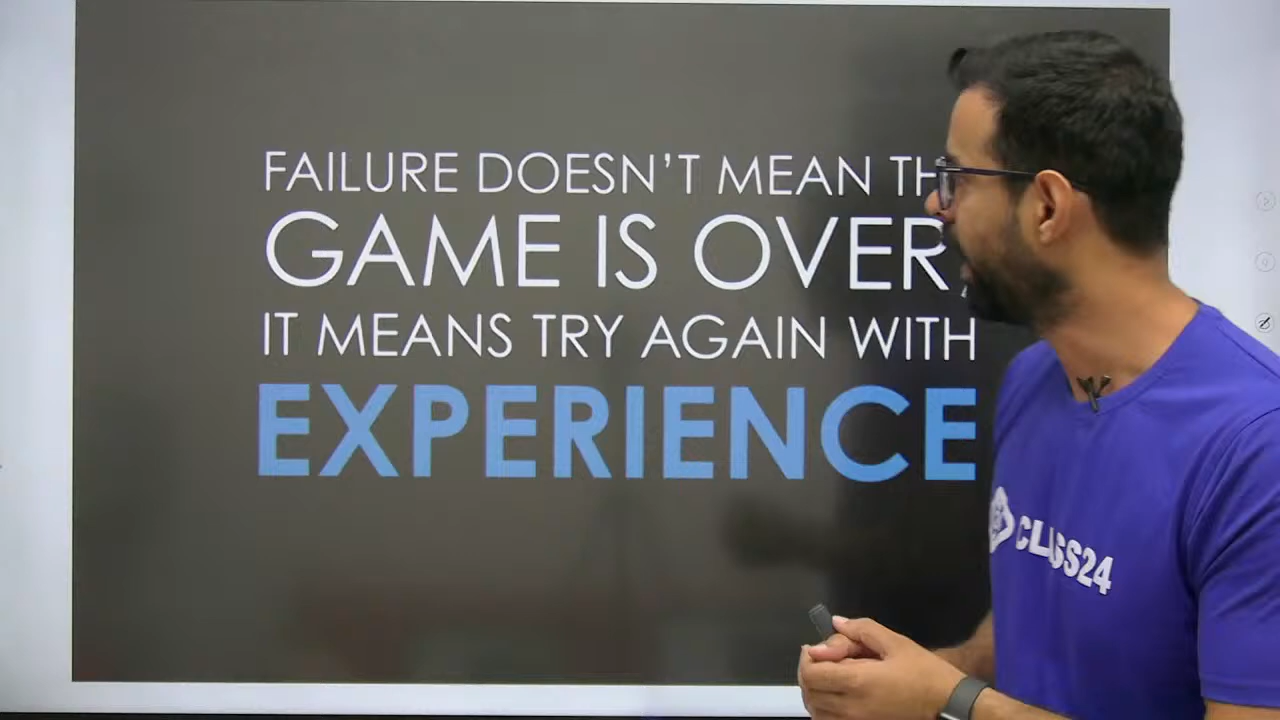 FAILURE DOESN'T MEAN
GAME IS OVER,
IT MEANS TRY AGAIN WITH
EXPERIENCE
CLASS24